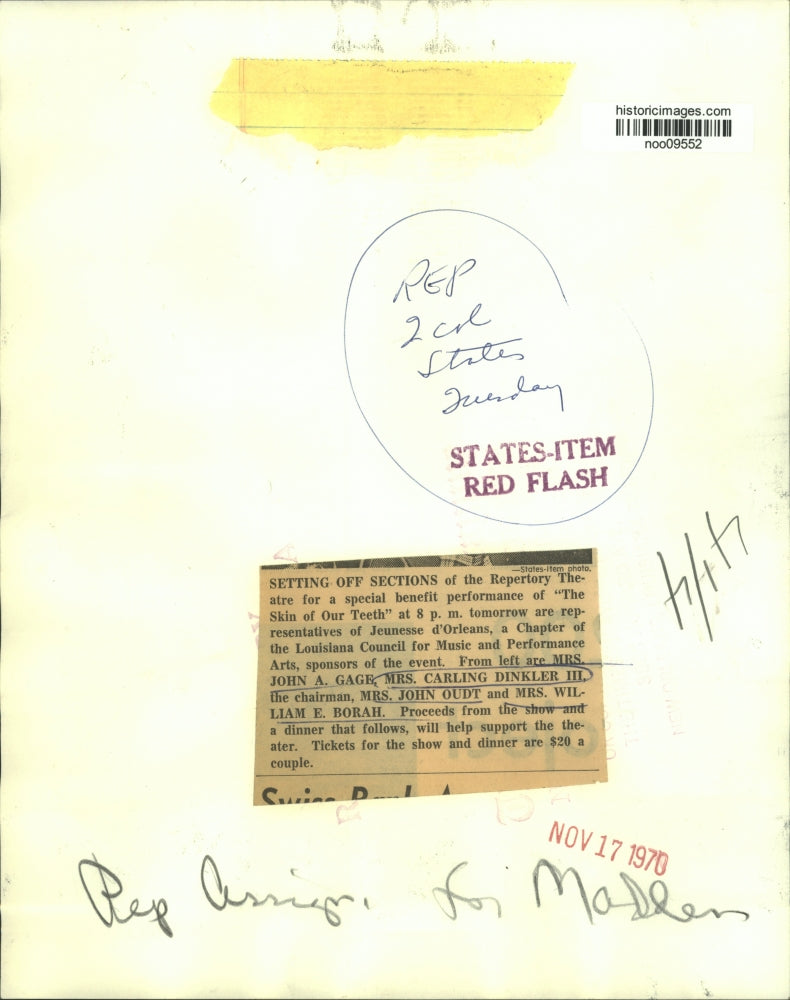 historicimages.com
noo09552
REP
2 col
States
Tuesday
STATES-ITEM
RED FLASH
—States-Item photo.
SETTING OFF SECTIONS of the Repertory The-
atre for a special benefit performance of "The
Skin of Our Teeth" at 8 p. m. tomorrow are rep-
resentatives of Jeunesse d'Orleans, a Chapter of
the Louisiana Council for Music and Performance
Arts, sponsors of the event. From left are MRS.
JOHN A. GAGE, MRS. CARLING DINKLER III,
the chairman, MRS. JOHN OUDT and MRS. WIL-
LIAM E. BORAH. Proceeds from the show and
a dinner that follows, will help support the the-
ater. Tickets for the show and dinner are $20 a
couple.
NOV 17 1970
Rep Assign. Madden